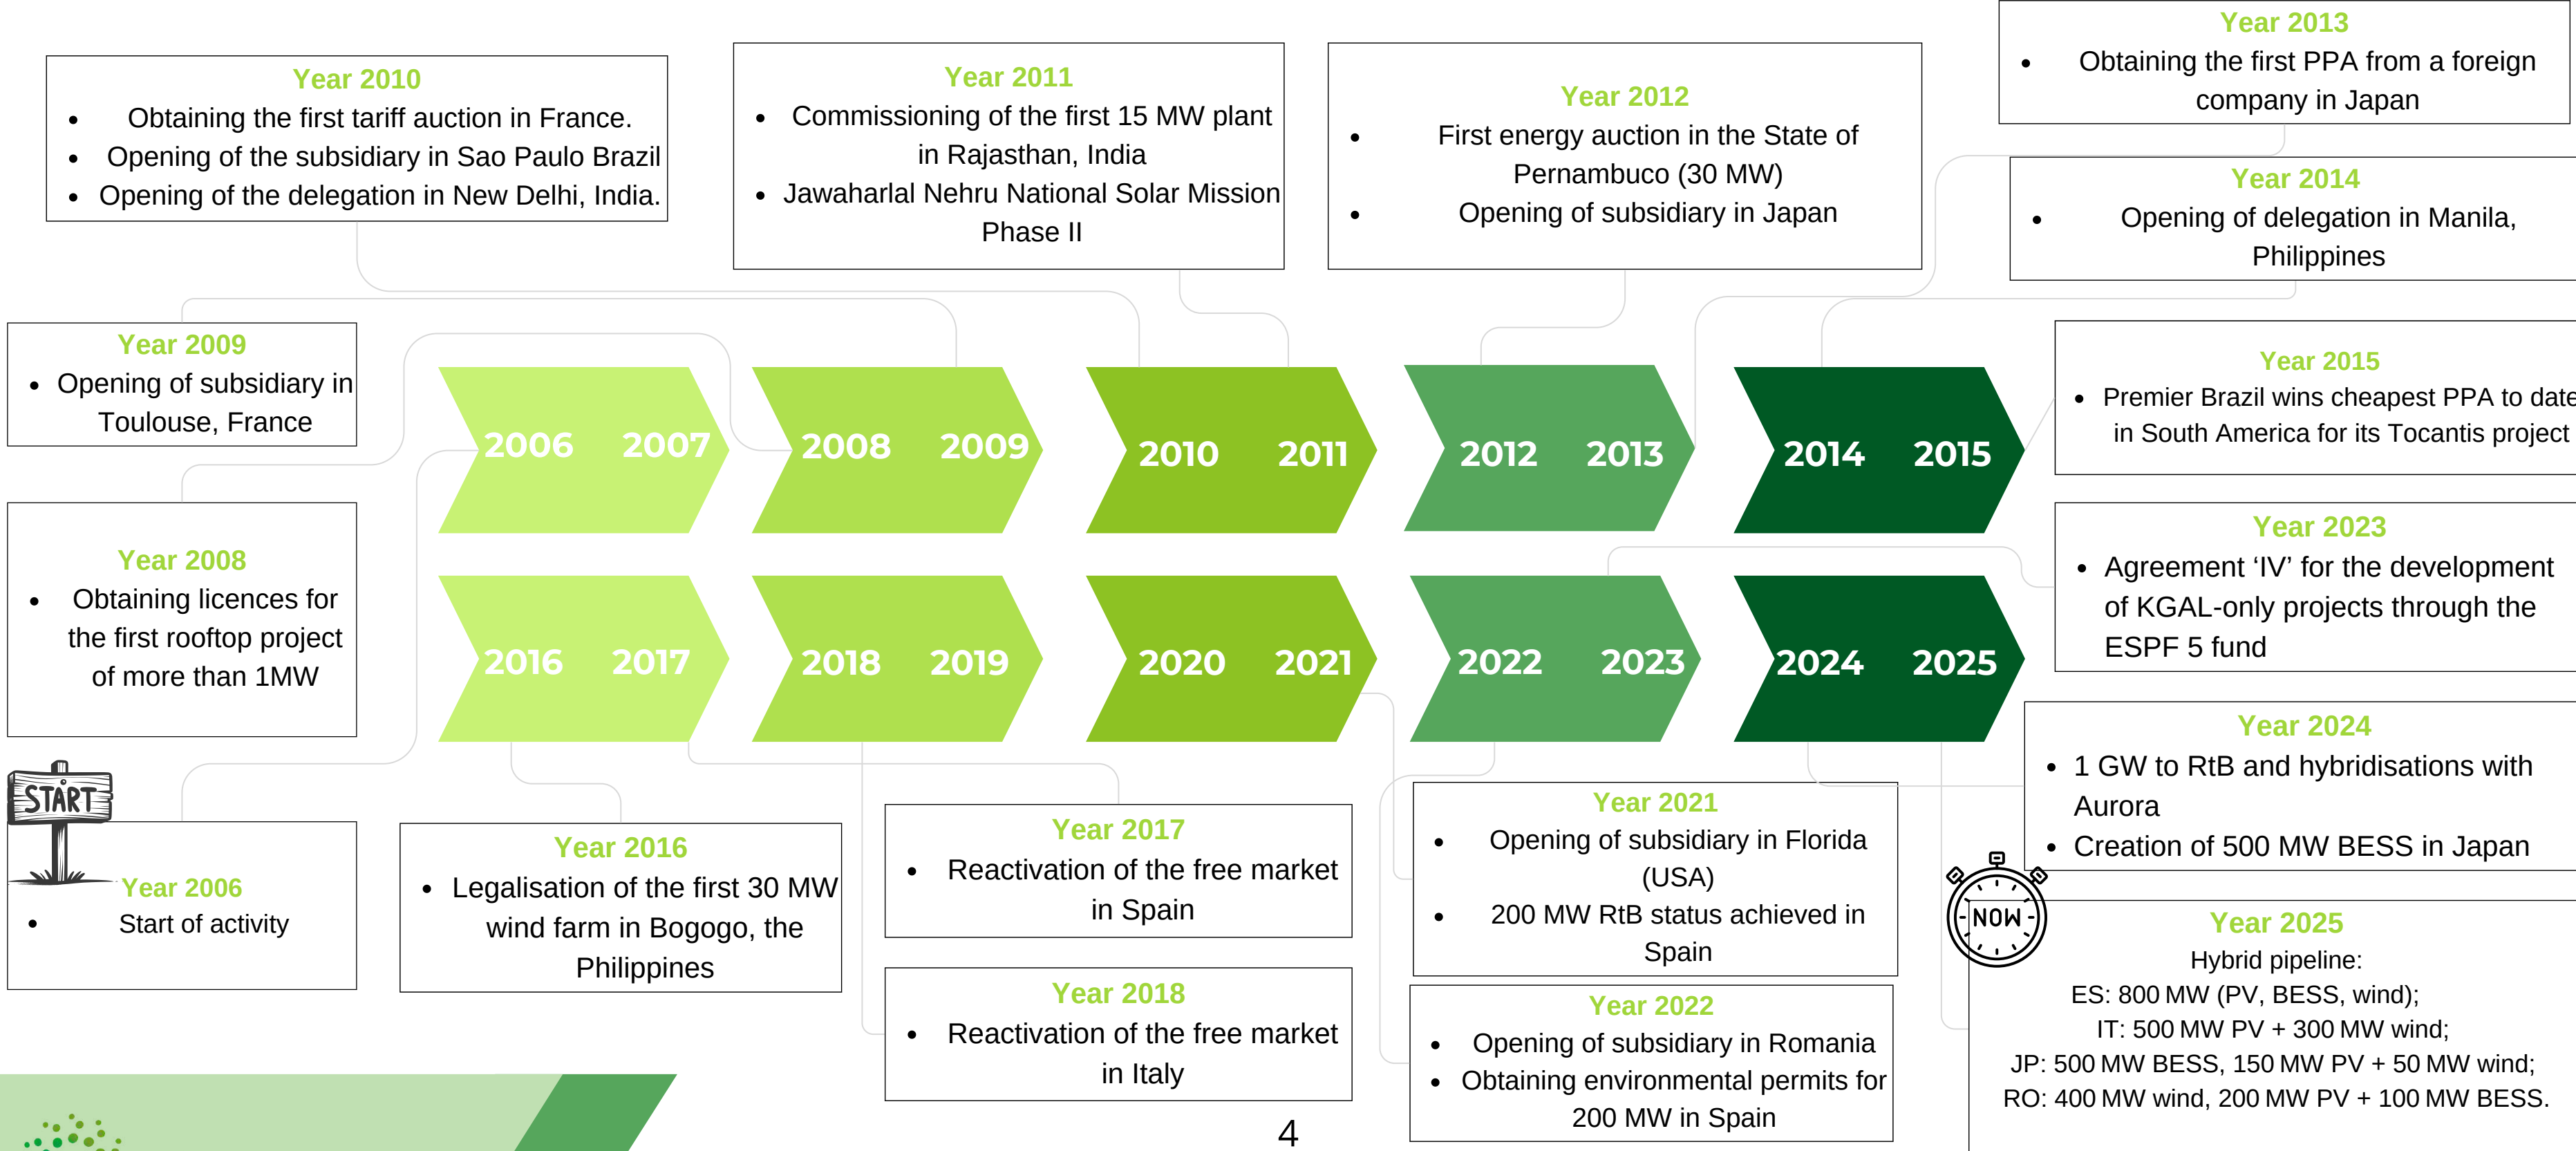 Year 2010
Obtaining the first tariff auction in France.
Opening of the subsidiary in Sao Paulo Brazil
Opening of the delegation in New Delhi, India.
Year 2011
Commissioning of the first 15 MW plant
in Rajasthan, India
Jawaharlal Nehru National Solar Mission
Phase II
Year 2012
First energy auction in the State of
Pernambuco (30 MW)
Opening of subsidiary in Japan
Year 2013
Obtaining the first PPA from a foreign
company in Japan
Year 2014
Opening of delegation in Manila,
Philippines
Year 2009
Opening of subsidiary in
Toulouse, France
2006 2007
2008 2009
2010 2011
2012 2013
2014 2015
Year 2015
Premier Brazil wins cheapest PPA to date
in South America for its Tocantis project
Year 2008
Obtaining licences for
the first rooftop project
of more than 1MW
2016 2017
2018 2019
2020 2021
2022 2023
2024 2025
Year 2023
Agreement ‘IV’ for the development
of KGAL-only projects through the
ESPF 5 fund
Year 2024
1 GW to RtB and hybridisations with
Aurora
Creation of 500 MW BESS in Japan
START
Year 2006
Start of activity
Year 2016
Legalisation of the first 30 MW
wind farm in Bogogo, the
Philippines
Year 2017
Reactivation of the free market
in Spain
Year 2018
Reactivation of the free market
in Italy
Year 2021
Opening of subsidiary in Florida
(USA)
200 MW RtB status achieved in
Spain
Year 2022
Opening of subsidiary in Romania
Obtaining environmental permits for
200 MW in Spain
NOW
Year 2025
Hybrid pipeline:
ES: 800 MW (PV, BESS, wind);
IT: 500 MW PV + 300 MW wind;
JP: 500 MW BESS, 150 MW PV + 50 MW wind;
RO: 400 MW wind, 200 MW PV + 100 MW BESS.
4